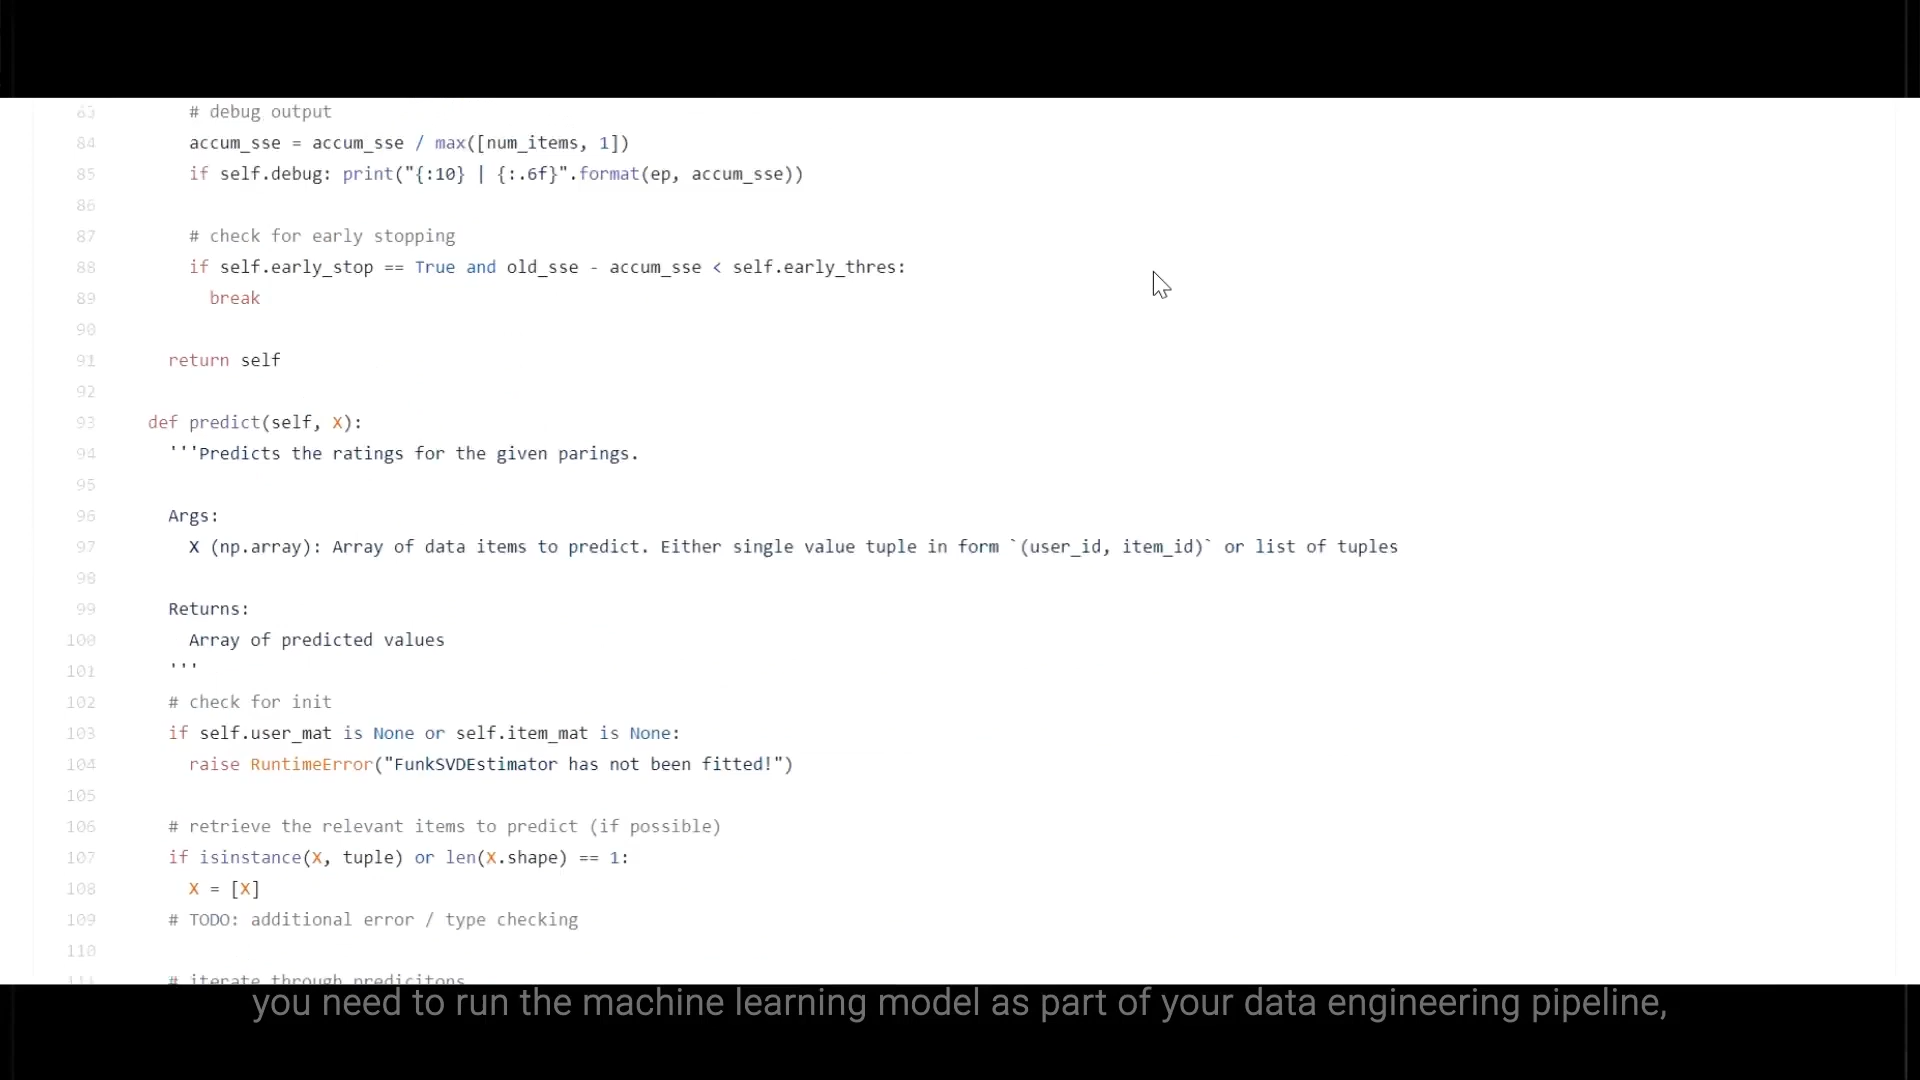 83 # debug output
84 accum_sse = accum_sse / max([num_items, 1])
85 if self.debug: print("{:10} | {:.6f}".format(ep, accum_sse))
86
87 # check for early stopping
88 if self.early_stop == True and old_sse - accum_sse < self.early_thres:
89 break
90
91 return self
92
93 def predict(self, X):
94 '''Predicts the ratings for the given parings.
95
96 Args:
97 X (np.array): Array of data items to predict. Either single value tuple in form `(user_id, item_id)` or list of tuples
98
99 Returns:
100 Array of predicted values
101 '''
102 # check for init
103 if self.user_mat is None or self.item_mat is None:
104 raise RuntimeError("FunkSVDEstimator has not been fitted!")
105
106 # retrieve the relevant items to predict (if possible)
107 if isinstance(X, tuple) or len(X.shape) == 1:
108 X = [X]
109 # TODO: additional error / type checking
110
111 # iterate through predicitons
you need to run the machine learning model as part of your data engineering pipeline,